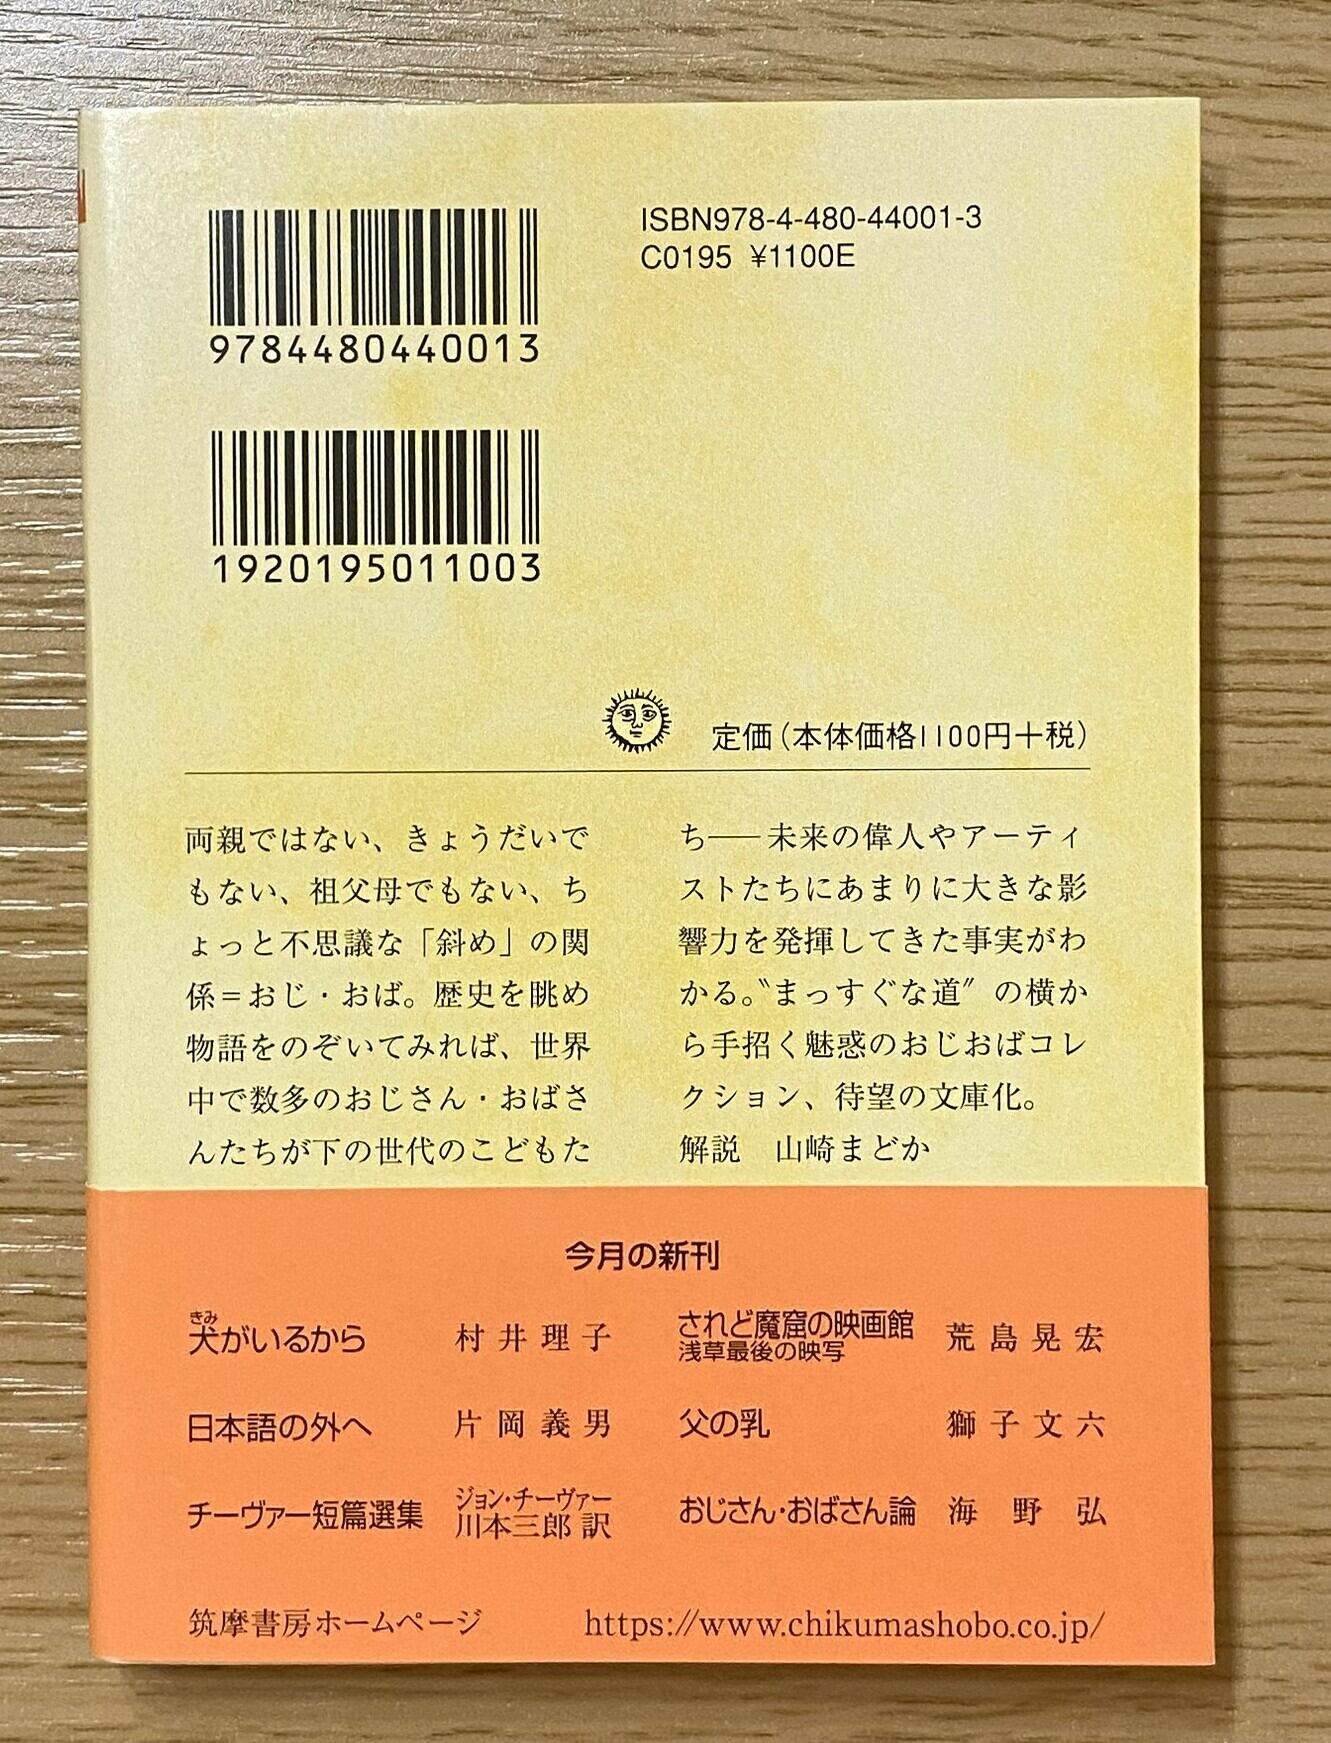 9784480440013
ISBN978-4-480-44001-3
C0195 ¥1100E
1920195011003
定価(本体価格1100円+税)
両親ではない、きょうだいで
もない、祖父母でもない、ち
ょっと不思議な「斜め」の関
係=おじ・おば。歴史を眺め
物語をのぞいてみれば、世界
中で数多のおじさん・おばさ
んたちが下の世代のこどもた
ち──未来の偉人やアーティ
ストたちにあまりに大きな影
響力を発揮してきた事実がわ
かる。〝まっすぐな道〟の横か
ら手招く魅惑のおじおばコレ
クション、待望の文庫化。
解説 山崎まどか
今月の新刊
きみ
犬がいるから 村井理子
日本語の外へ 片岡義男
チーヴァー短篇選集 ジョン・チーヴァー
川本三郎 訳
されど魔窟の映画館 荒島晃宏
浅草最後の映写
父の乳 獅子文六
おじさん・おばさん論 海野弘
筑摩書房ホームページ https://www.chikumashobo.co.jp/